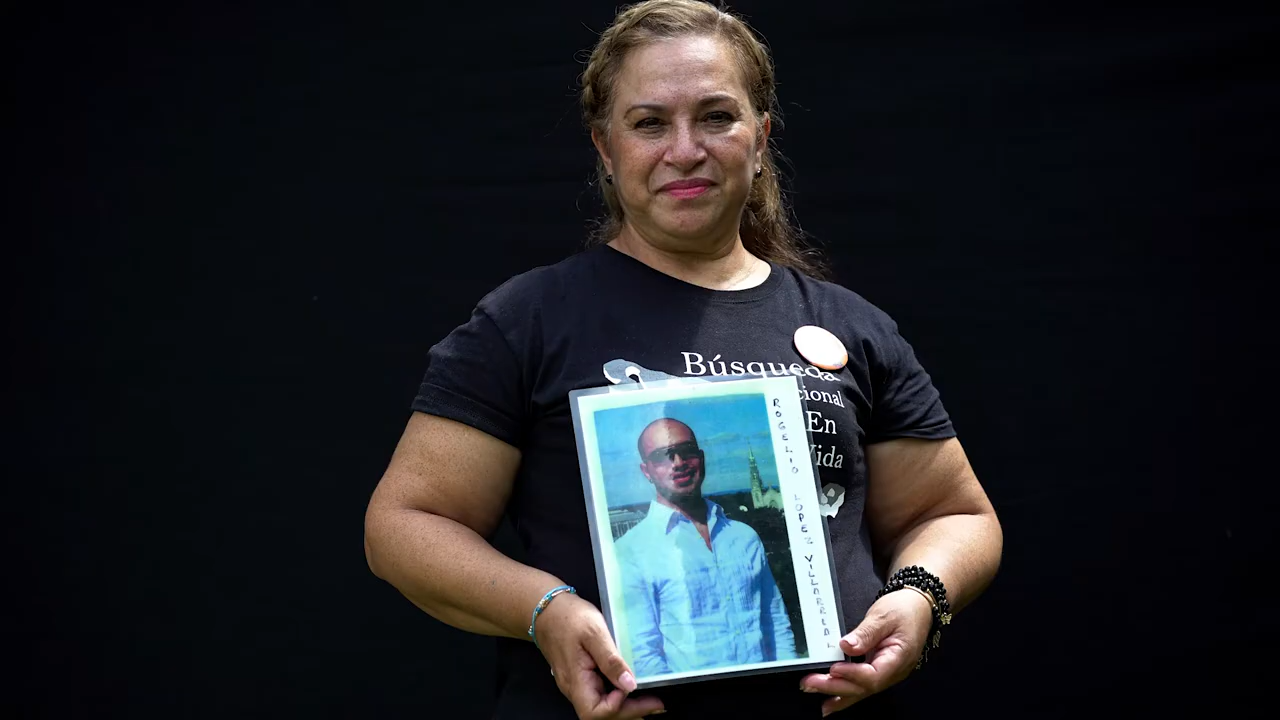 Búsqueda
cional
En
Vida
ROGELIO LOPEZ VILLARREAL